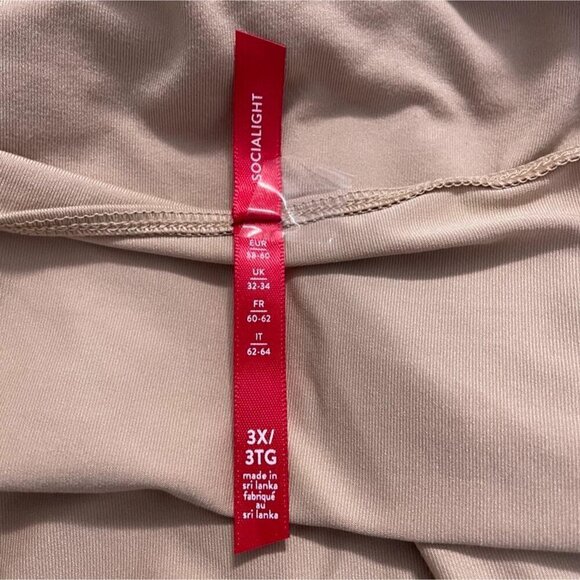 SOCIALIGHT
EUR
58-60
UK
32-34
FR
60-62
IT
62-64
3X/
3TG
made in
sri lanka
fabriqué
au
sri lanka